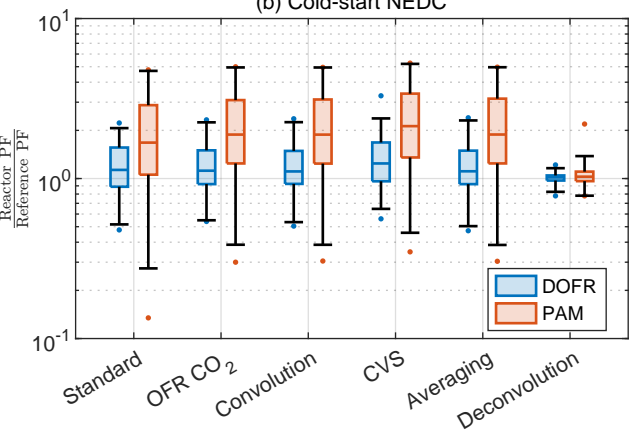 (b) Cold-start NEDC
10^1
10^0
10^-1
Reactor PF
Reference PF
DOFR
PAM
Standard
OFR CO_2
Convolution
CVS
Averaging
Deconvolution